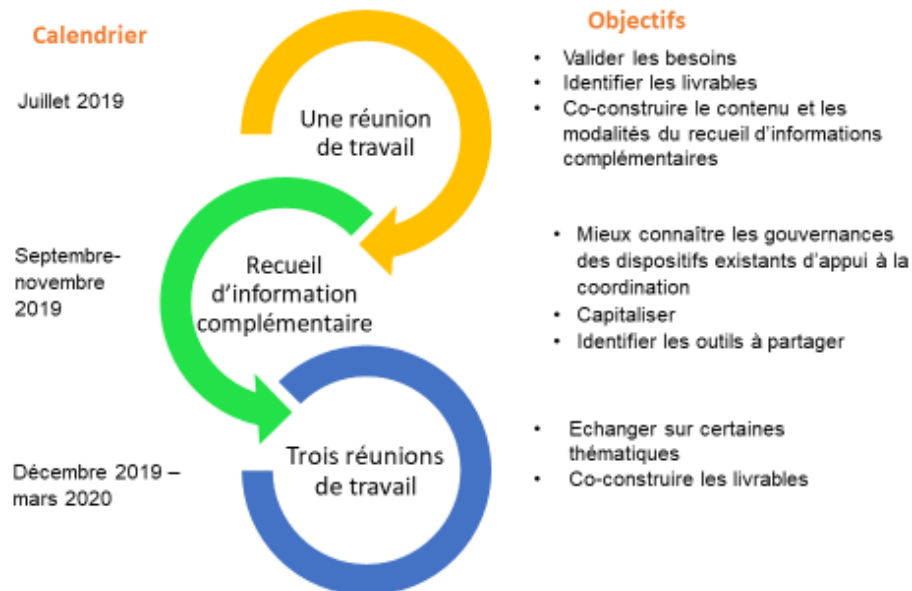 Calendrier
Objectifs
Juillet 2019
Une réunion
de travail
• Valider les besoins
• Identifier les livrables
• Co-construire le contenu et les
modalités du recueil d'informations
complémentaires
Septembre-
novembre
2019
Recueil
d'information
complémentaire
• Mieux connaître les gouvernances
des dispositifs existants d'appui à la
coordination
• Capitaliser
• Identifier les outils à partager
Décembre 2019 –
mars 2020
Trois réunions
de travail
• Echanger sur certaines
thématiques
• Co-construire les livrables